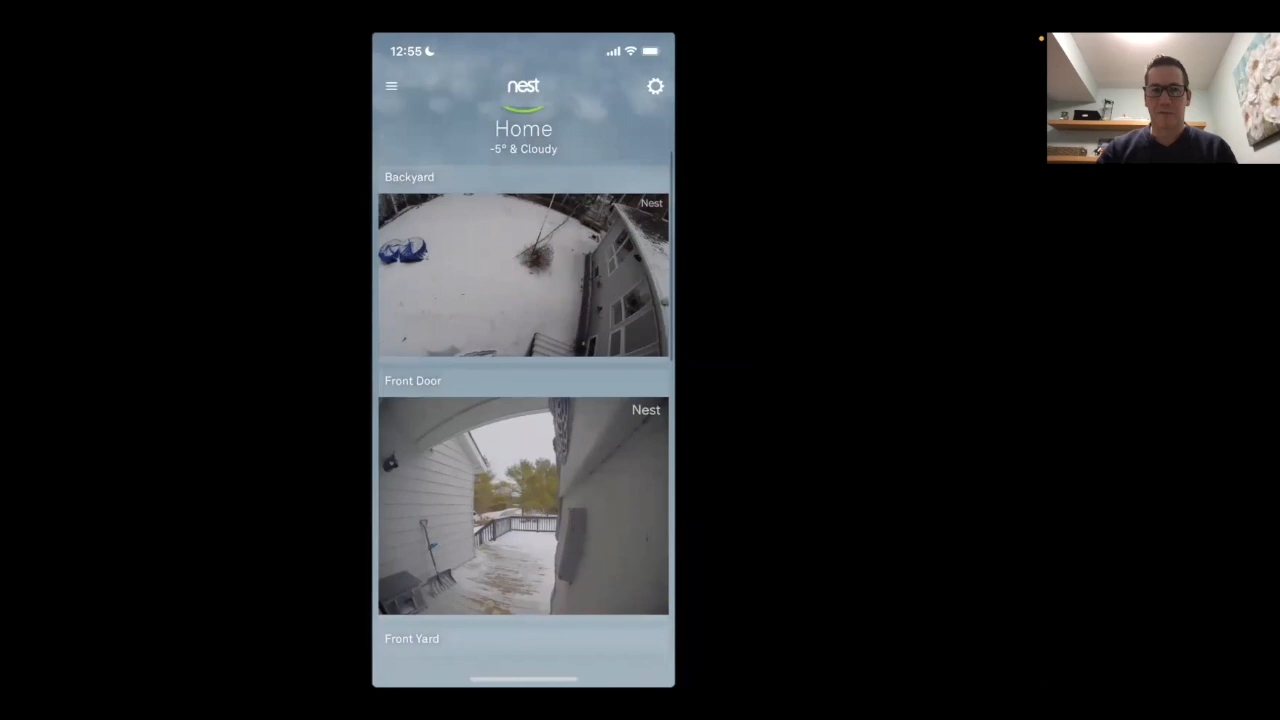 12:55
nest
Home
-5° & Cloudy
Backyard
Nest
Front Door
Nest
Front Yard